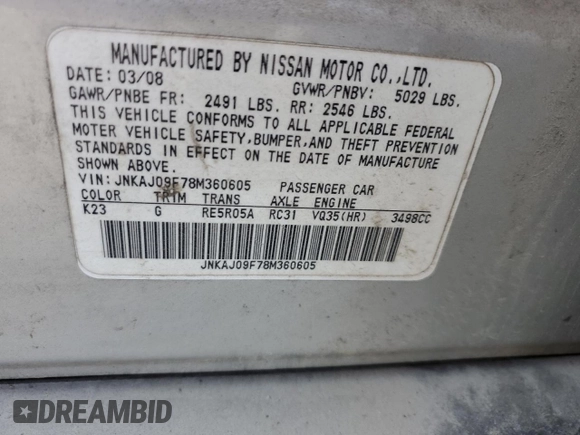 MANUFACTURED BY NISSAN MOTOR CO.,LTD.
DATE: 03/08 GVWR/PNBV: 5029 LBS.
GAWR/PNBE FR: 2491 LBS. RR: 2546 LBS.
THIS VEHICLE CONFORMS TO ALL APPLICABLE FEDERAL
MOTOR VEHICLE SAFETY,BUMPER,AND THEFT PREVENTION
STANDARDS IN EFFECT ON THE DATE OF MANUFACTURE
SHOWN ABOVE.
VIN:JNKAJ09F78M360605 PASSENGER CAR
COLOR TRIM TRANS AXLE ENGINE
K23 G RE5R05A RC31 VQ35(HR) 3498CC
JNKAJ09F78M360605
DREAMBID